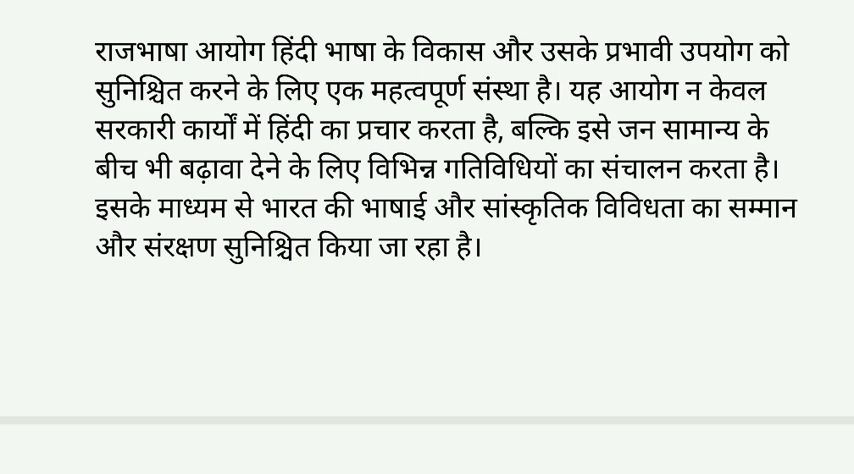 राजभाषा आयोग हिंदी भाषा के विकास और उसके प्रभावी उपयोग को
सुनिश्चित करने के लिए एक महत्वपूर्ण संस्था है। यह आयोग न केवल
सरकारी कार्यों में हिंदी का प्रचार करता है, बल्कि इसे जन सामान्य के
बीच भी बढ़ावा देने के लिए विभिन्न गतिविधियों का संचालन करता है।
इसके माध्यम से भारत की भाषाई और सांस्कृतिक विविधता का सम्मान
और संरक्षण सुनिश्चित किया जा रहा है।